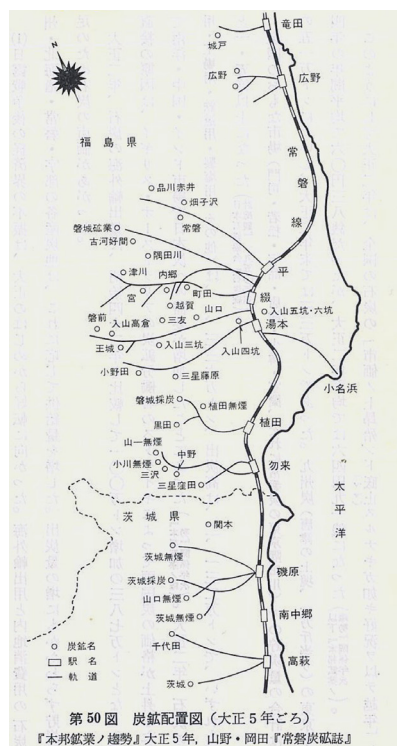 竜田
城戸
広野
広野
N
福島県
常磐線
品川赤井
畑子沢
常磐
磐城砿業
古河好間
隅田川
平
津川
内郷
宮
町田
綴
越賀
山口
入山五坑・六坑
磐前
入山高倉
三友
湯本
王城
入山三坑
入山四坑
小野田
三星藤原
小名浜
磐城採炭
植田無煙
黒田
植田
山一無煙
中野
小川無煙
勿来
三沢
三星窪田
太平洋
茨城県
関本
茨城無煙
磯原
茨城採炭
山口無煙
茨城無煙
南中郷
千代田
高萩
茨城
炭鉱名
駅名
軌道
第50図 炭鉱配置図(大正5年ごろ)
『本邦鉱業ノ趨勢』大正5年,山野・岡田『常磐炭砿誌』